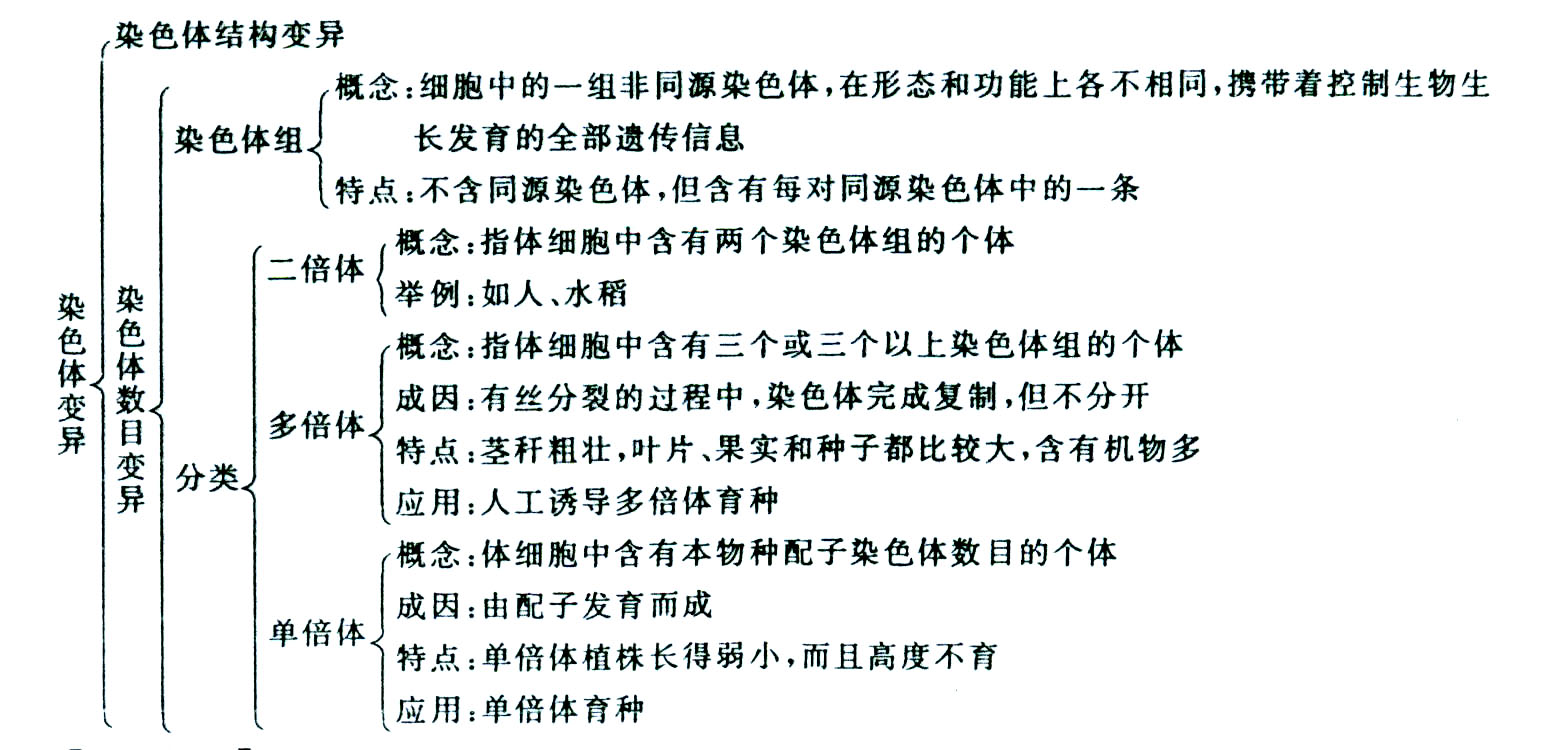 染色体结构变异
概念:细胞中的一组非同源染色体,在形态和功能上各不相同,携带着控制生物生
长发育的全部遗传信息
染色体组
特点:不含同源染色体,但含有每对同源染色体中的一条
概念:指体细胞中含有两个染色体组的个体
二倍体
举例:如人、水稻
染色体变异
染色体数目变异
概念:指体细胞中含有三个或三个以上染色体组的个体
成因:有丝分裂的过程中,染色体完成复制,但不分开
多倍体
特点:茎秆粗壮,叶片、果实和种子都比较大,含有机物多
分类
应用:人工诱导多倍体育种
概念:体细胞中含有本物种配子染色体数目的个体
成因:由配子发育而成
单倍体
特点:单倍体植株长得弱小,而且高度不育
应用:单倍体育种